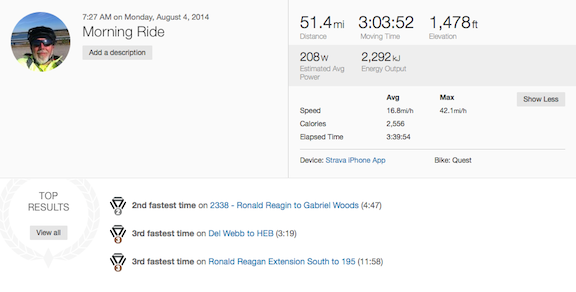 7:27 AM on Monday, August 4, 2014
Morning Ride
Add a description
51.4mi 3:03:52 1,478ft
Distance Moving Time Elevation
208W 2,292kJ
Estimated Avg Power Energy Output
Avg Max
Show Less
Speed 16.8mi/h 42.1mi/h
Calories 2,556
Elapsed Time 3:39:54
Device: Strava iPhone App Bike: Quest
TOP
RESULTS
View all
2 2nd fastest time on 2338 - Ronald Reagin to Gabriel Woods (4:47)
3 3rd fastest time on Del Webb to HEB (3:19)
3 3rd fastest time on Ronald Reagan Extension South to 195 (11:58)